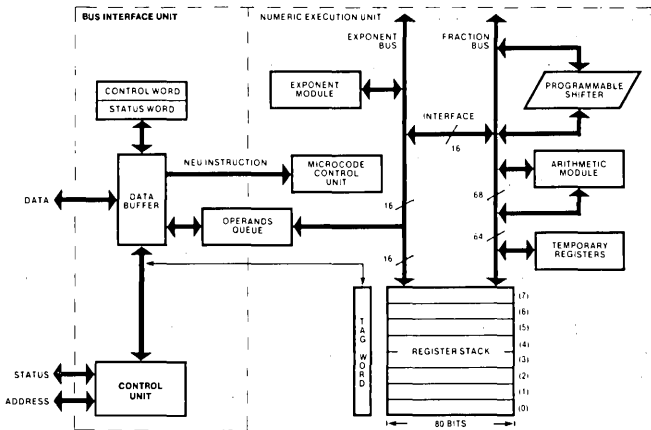 BUS INTERFACE UNIT
NUMERIC EXECUTION UNIT
EXPONENT
BUS
FRACTION
BUS
CONTROL WORD
STATUS WORD
EXPONENT
MODULE
PROGRAMMABLE
SHIFTER
INTERFACE
16
NEU INSTRUCTION
MICROCODE
CONTROL
UNIT
ARITHMETIC
MODULE
DATA
DATA
BUFFER
OPERANDS
QUEUE
16
68
64
16
TEMPORARY
REGISTERS
TAG WORD
REGISTER STACK
(7)
(6)
(5)
(4)
(3)
(2)
(1)
(0)
STATUS
ADDRESS
CONTROL
UNIT
80 BITS